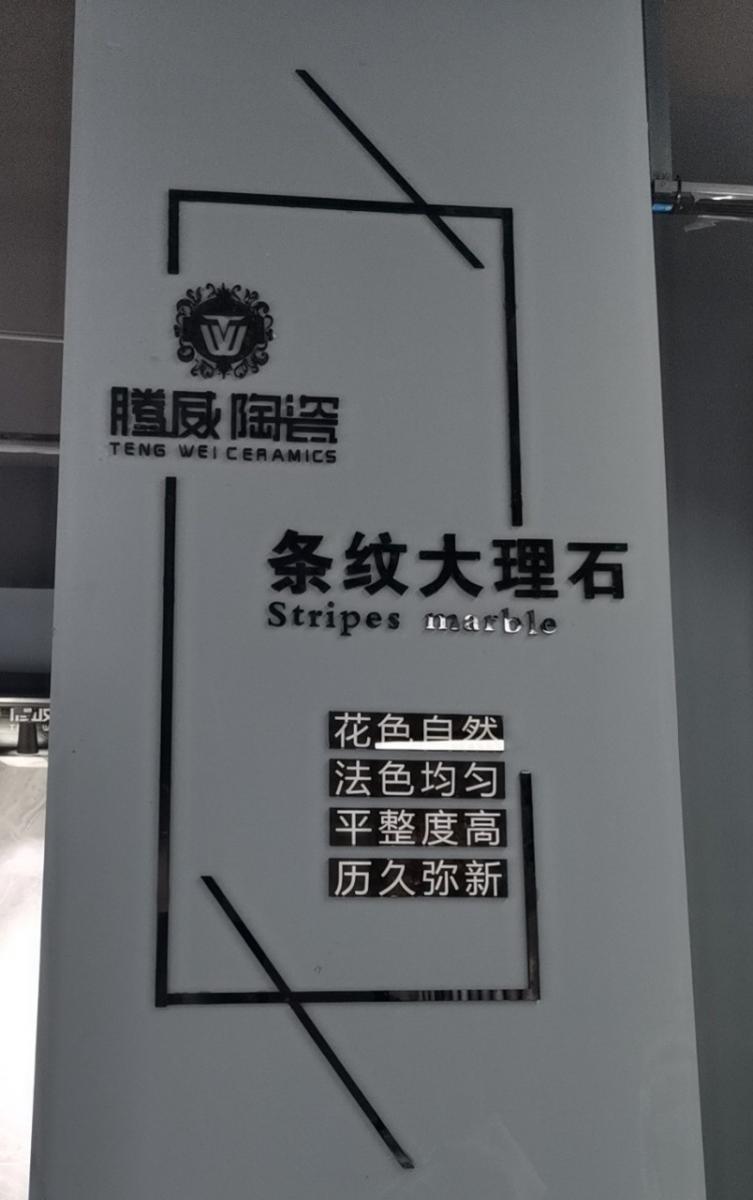 腾威陶瓷
TENG WEI CERAMICS
条纹大理石
Stripes marble
花色自然
法色均匀
平整度高
历久弥新